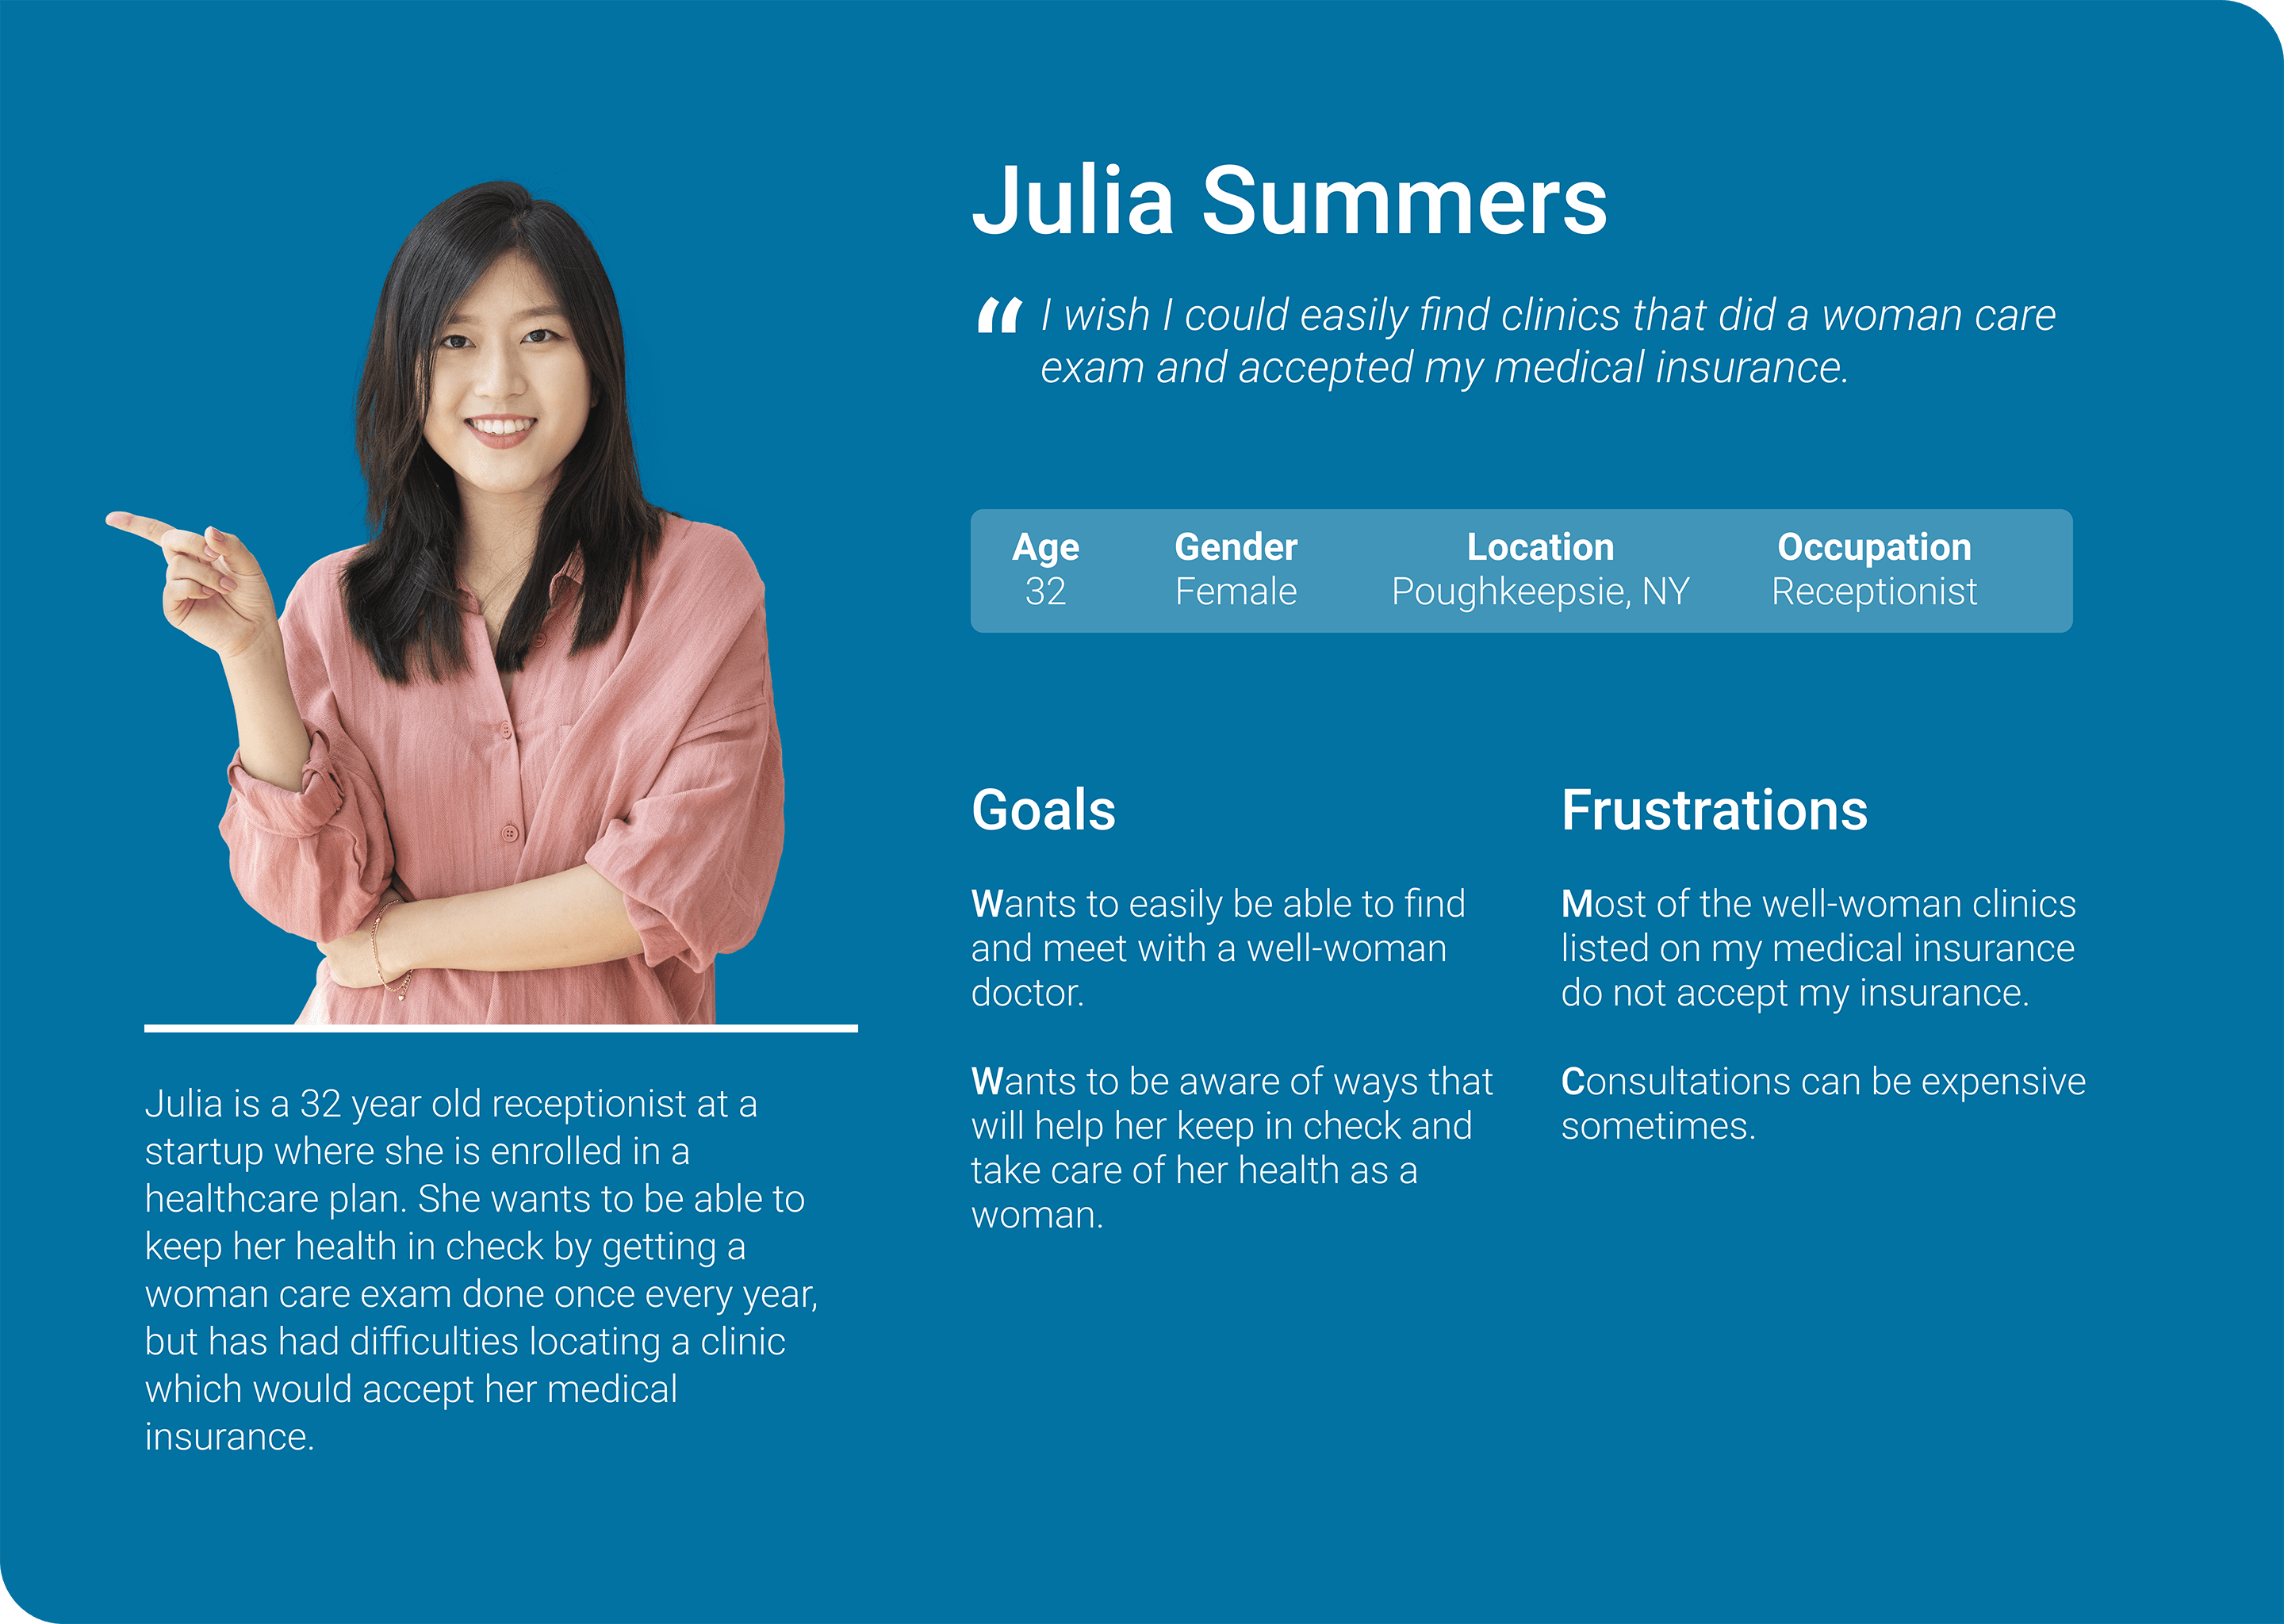 Julia Summers
“ I wish I could easily find clinics that did a woman care
exam and accepted my medical insurance.
Age Gender Location Occupation
32 Female Poughkeepsie, NY Receptionist
Goals
Wants to easily be able to find
and meet with a well-woman
doctor.
Wants to be aware of ways that
will help her keep in check and
take care of her health as a
woman.
Frustrations
Most of the well-woman clinics
listed on my medical insurance
do not accept my insurance.
Consultations can be expensive
sometimes.
Julia is a 32 year old receptionist at a
startup where she is enrolled in a
healthcare plan. She wants to be able to
keep her health in check by getting a
woman care exam done once every year,
but has had difficulties locating a clinic
which would accept her medical
insurance.